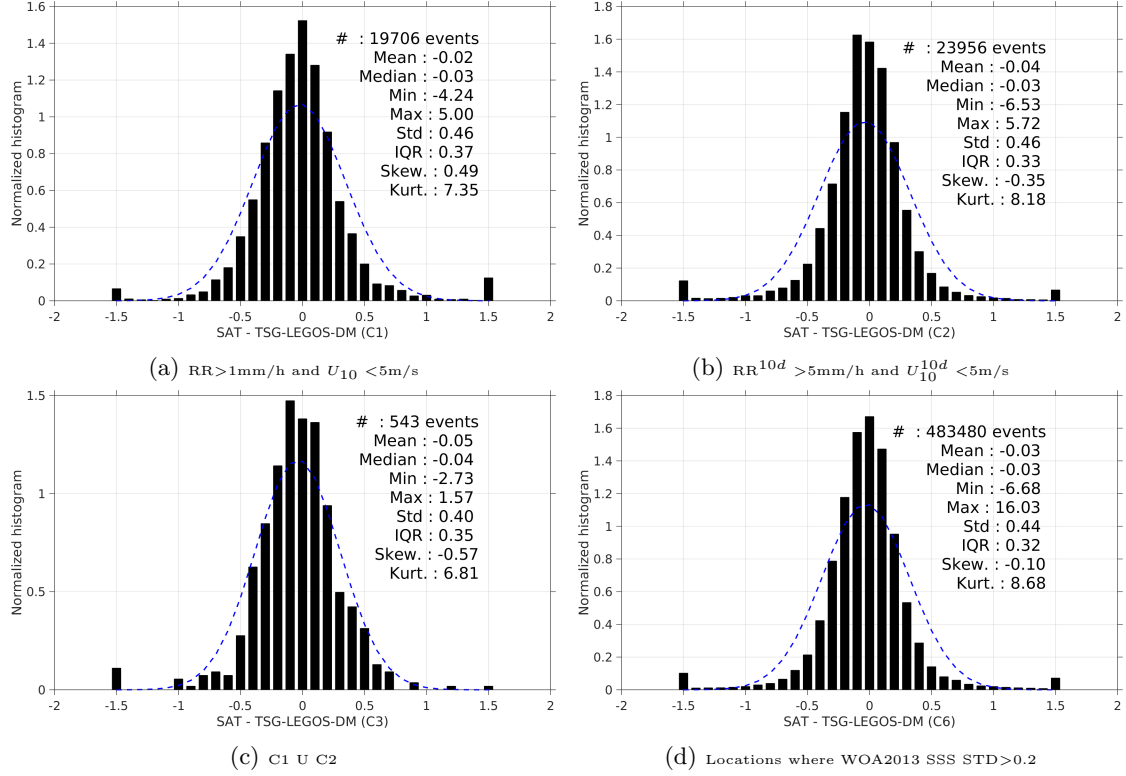 1.6
1.4
1.2
1
0.8
0.6
0.4
0.2
0
Normalized histogram
# : 19706 events
Mean : -0.02
Median : -0.03
Min : -4.24
Max : 5.00
Std : 0.46
IQR : 0.37
Skew. : 0.49
Kurt. : 7.35
-2 -1.5 -1 -0.5 0 0.5 1 1.5 2
SAT - TSG-LEGOS-DM (C1)
(a) RR>1mm/h and U10 <5m/s
1.8
1.6
1.4
1.2
1
0.8
0.6
0.4
0.2
0
Normalized histogram
# : 23956 events
Mean : -0.04
Median : -0.03
Min : -6.53
Max : 5.72
Std : 0.46
IQR : 0.33
Skew. : -0.35
Kurt. : 8.18
-2 -1.5 -1 -0.5 0 0.5 1 1.5 2
SAT - TSG-LEGOS-DM (C2)
(b) RR^10d >5mm/h and U10^10d <5m/s
1.5
1
0.5
0
Normalized histogram
# : 543 events
Mean : -0.05
Median : -0.04
Min : -2.73
Max : 1.57
Std : 0.40
IQR : 0.35
Skew. : -0.57
Kurt. : 6.81
-2 -1.5 -1 -0.5 0 0.5 1 1.5 2
SAT - TSG-LEGOS-DM (C3)
(c) C1 U C2
1.8
1.6
1.4
1.2
1
0.8
0.6
0.4
0.2
0
Normalized histogram
# : 483480 events
Mean : -0.03
Median : -0.03
Min : -6.68
Max : 16.03
Std : 0.44
IQR : 0.32
Skew. : -0.10
Kurt. : 8.68
-2 -1.5 -1 -0.5 0 0.5 1 1.5 2
SAT - TSG-LEGOS-DM (C6)
(d) Locations where WOA2013 SSS STD>0.2